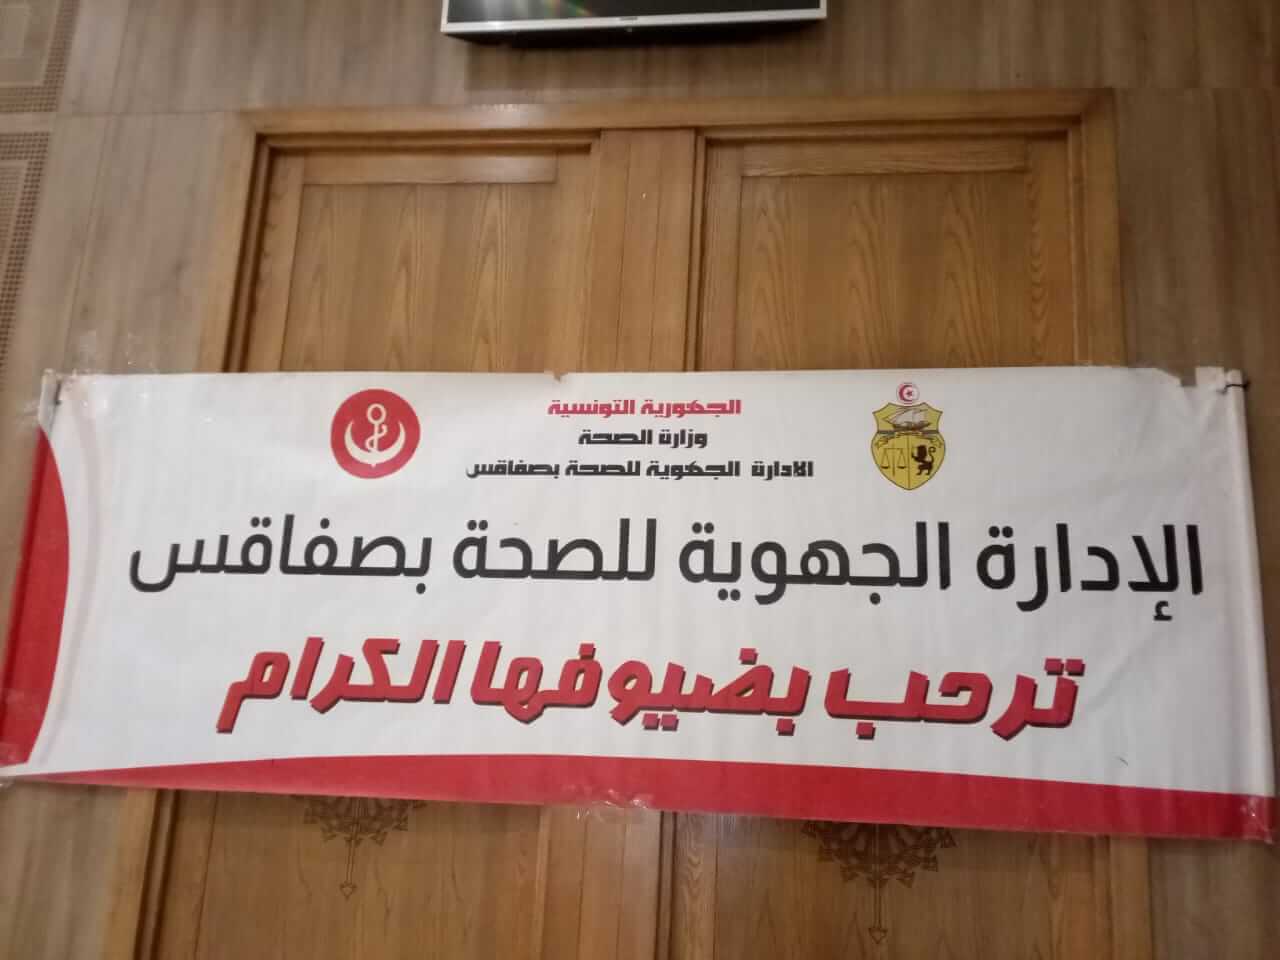 الجمهورية التونسية
وزارة الصحة
الادارة الجهوية للصحة بصفاقس
الإدارة الجهوية للصحة بصفاقس
ترحب بضيوفها الكرام